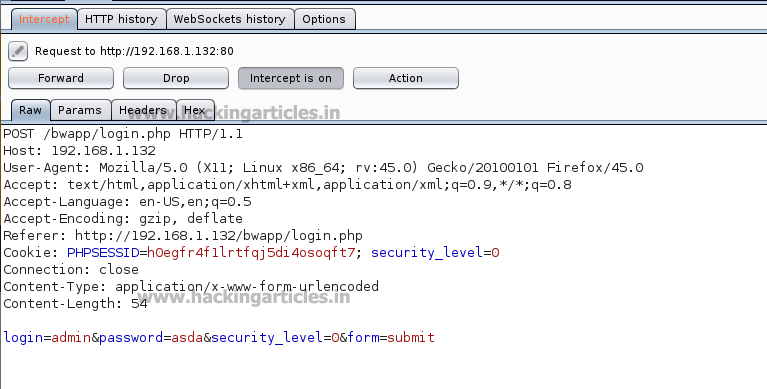 Intercept HTTP history WebSockets history Options
Request to http://192.168.1.132:80
Forward Drop Intercept is on Action
Raw Params Headers Hex
www.hackingarticles.in
POST /bwapp/login.php HTTP/1.1
Host: 192.168.1.132
User-Agent: Mozilla/5.0 (X11; Linux x86_64; rv:45.0) Gecko/20100101 Firefox/45.0
Accept: text/html,application/xhtml+xml,application/xml;q=0.9,*/*;q=0.8
Accept-Language: en-US,en;q=0.5
Accept-Encoding: gzip, deflate
Referer: http://192.168.1.132/bwapp/login.php
Cookie: PHPSESSID=h0egfr4f1lrtfqj5di4osoqft7; security_level=0
Connection: close
Content-Type: application/x-www-form-urlencoded
www.hackingarticles.in
Content-Length: 54
login=admin&password=asda&security_level=0&form=submit